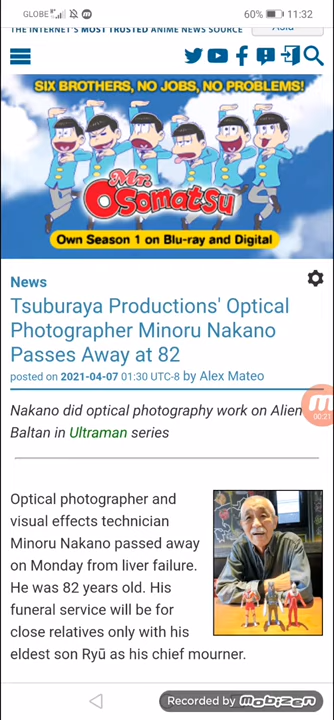 GLOBE 60% 11:32
THE INTERNET'S MOST TRUSTED ANIME NEWS SOURCE Asia
SIX BROTHERS, NO JOBS, NO PROBLEMS!
Mr.
Osomatsu
Own Season 1 on Blu-ray and Digital
News
Tsuburaya Productions' Optical
Photographer Minoru Nakano
Passes Away at 82
posted on 2021-04-07 01:30 UTC-8 by Alex Mateo
Nakano did optical photography work on Alien
00:21
Baltan in Ultraman series
Optical photographer and
visual effects technician
Minoru Nakano passed away
on Monday from liver failure.
He was 82 years old. His
funeral service will be for
close relatives only with his
eldest son Ryū as his chief mourner.
Recorded by Mobizen